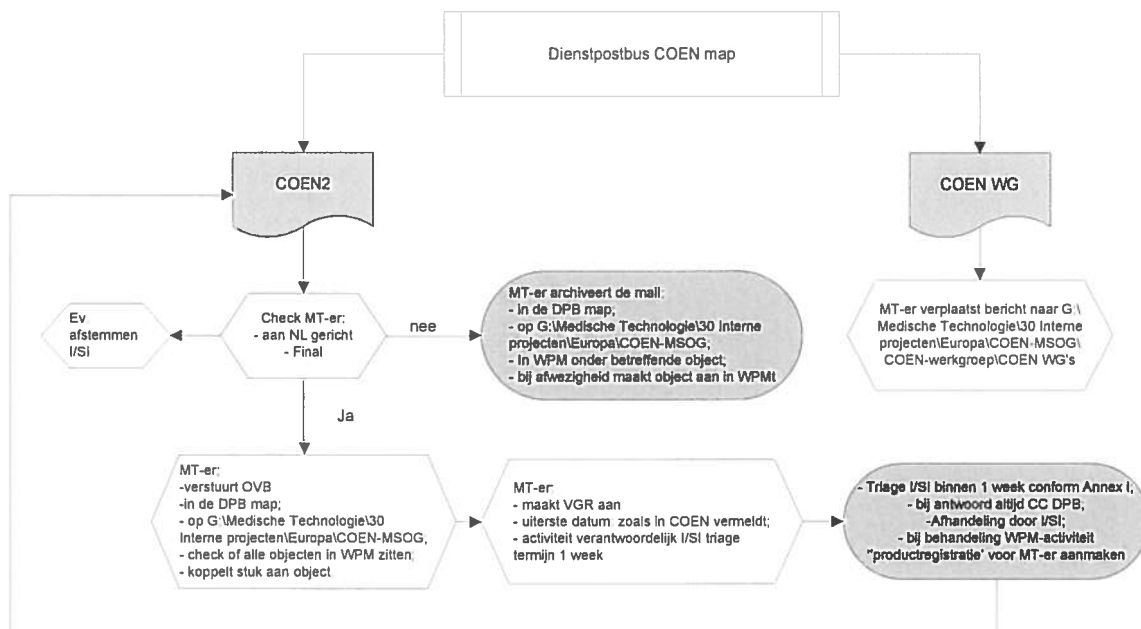 Dienstpostbus COEN map
COEN2
COEN WG
Ev.
afstemmen
I/SI
Check MT-er:
- aan NL gericht
- Final
nee
MT-er archiveert de mail:
- in de DPB map;
- op G:\Medische Technologie\30 Interne
projecten\Europa\COEN-MSOG;
- In WPM onder betreffende object;
- bij afwezigheid maakt object aan in WPMt
MT-er verplaatst bericht naar G:\
Medische Technologie\30 Interne
projecten\Europa\COEN-MSOG\
COEN-werkgroep\COEN WG's
Ja
MT-er:
-verstuurt OVB
-in de DPB map;
- op G:\Medische Technologie\30
Interne projecten\Europa\COEN-MSOG,
- check of alle objecten in WPM zitten;
- koppelt stuk aan object
MT-er:
- maakt VGR aan
- uiterste datum: zoals in COEN vermeldt;
- activiteit verantwoordelijk I/SI triage
termijn 1 week
- Triage I/SI binnen 1 week conform Annex I,
- bij antwoord altijd CC DPB;
-Afhandeling door I/SI;
- bij behandeling WPM-activiteit
"productregistratie' voor MT-er aanmaken